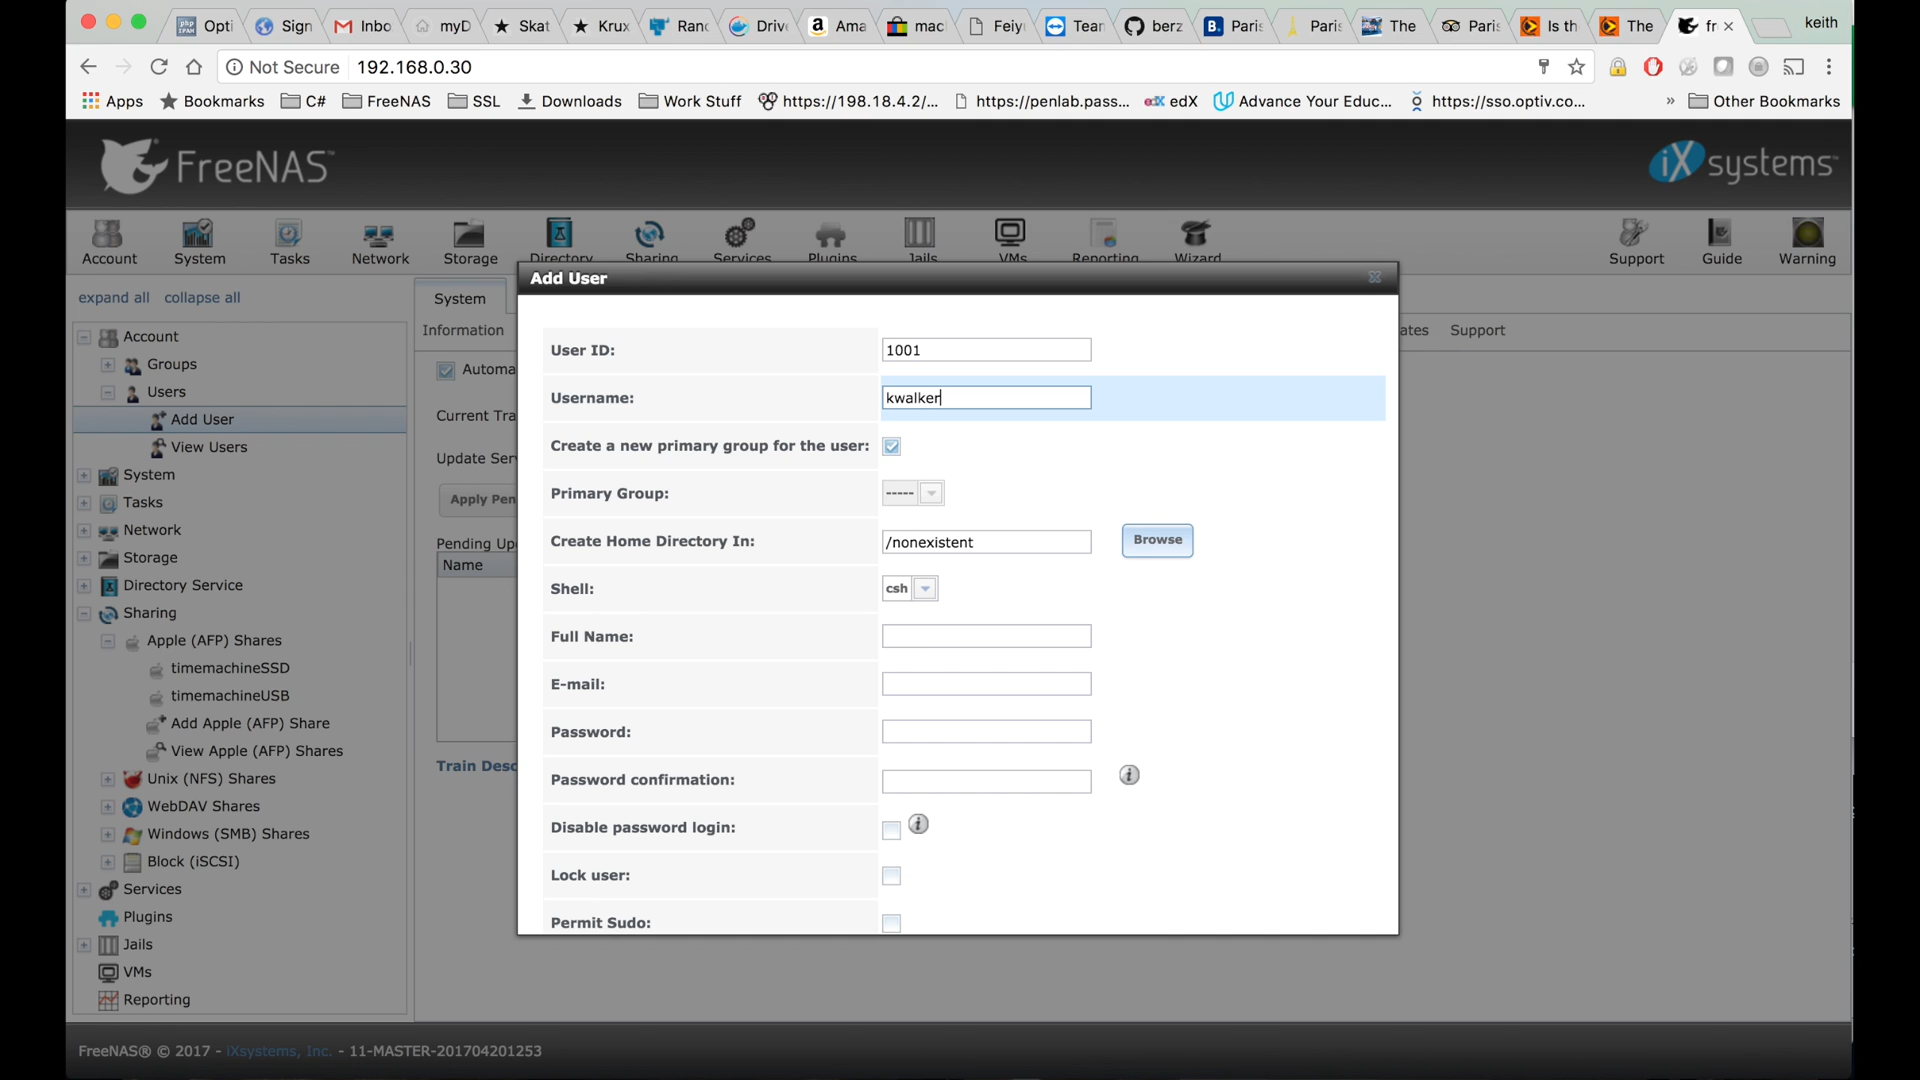 Opti
Sign
Inbo
myD
Skat
Krux
Ranc
Drive
Ama
mac
Feiyu
Team
berz
Paris
Paris
The
Paris
Is th
The
fr
keith
Not Secure
192.168.0.30
Apps
Bookmarks
C#
FreeNAS
SSL
Downloads
Work Stuff
https://198.18.4.2/...
https://penlab.pass...
edX
Advance Your Educ...
https://sso.optiv.co...
»
Other Bookmarks
FreeNAS™
iXsystems™
Account
System
Tasks
Network
Storage
Directory
Sharing
Services
Plugins
Jails
VMs
Reporting
Wizard
Support
Guide
Warning
expand all collapse all
Account
Groups
Users
Add User
View Users
System
Tasks
Network
Storage
Directory Service
Sharing
Apple (AFP) Shares
timemachineSSD
timemachineUSB
Add Apple (AFP) Share
View Apple (AFP) Shares
Unix (NFS) Shares
WebDAV Shares
Windows (SMB) Shares
Block (iSCSI)
Services
Plugins
Jails
VMs
Reporting
System
Information
ates
Support
Automa
Current Tra
Update Serv
Apply Pen
Pending Up
Name
Train Desc
Add User
User ID: 1001
Username: kwalker
Create a new primary group for the user:
Primary Group: -----
Create Home Directory In: /nonexistent Browse
Shell: csh
Full Name:
E-mail:
Password:
Password confirmation:
Disable password login:
Lock user:
Permit Sudo:
FreeNAS® © 2017 - iXsystems, Inc. - 11-MASTER-201704201253